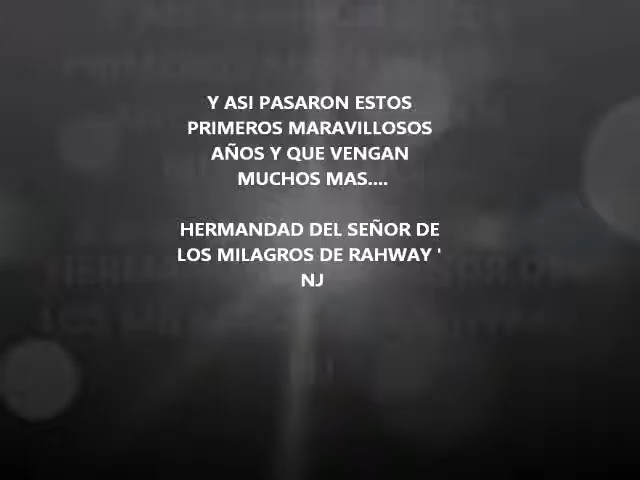 Y ASI PASARON ESTOS
PRIMEROS MARAVILLOSOS
AÑOS Y QUE VENGAN
MUCHOS MAS....
HERMANDAD DEL SEÑOR DE
LOS MILAGROS DE RAHWAY '
NJ